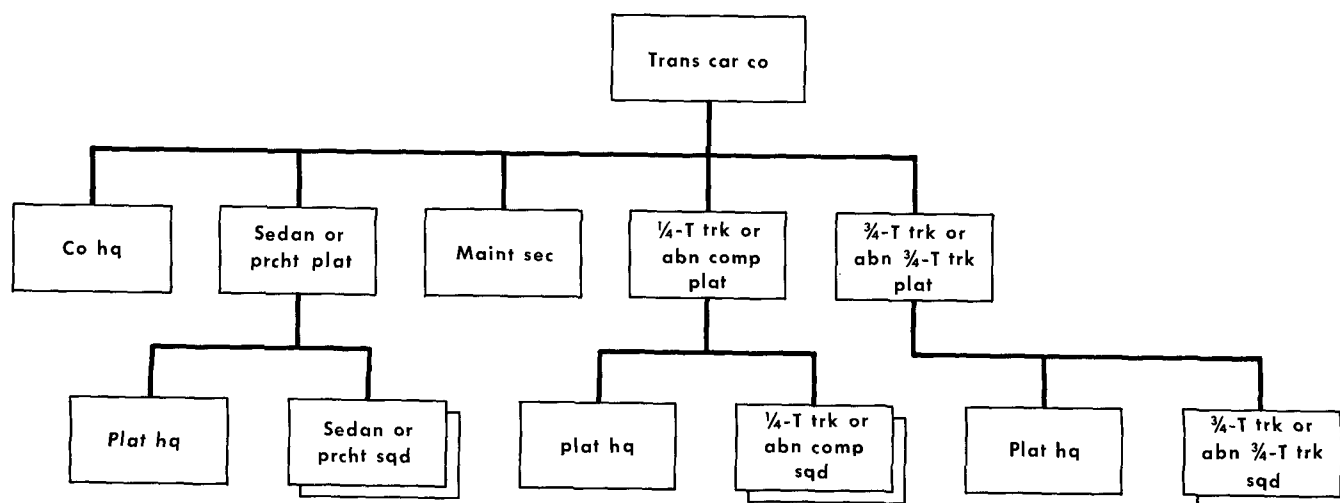 Trans car co
Co hq
Sedan or
prcht plat
Maint sec
¼-T trk or
abn comp
plat
¾-T trk or
abn ¾-T trk
plat
Plat hq
Sedan or
prcht sqd
plat hq
¼-T trk or
abn comp
sqd
Plat hq
¾-T trk or
abn ¾-T trk
sqd